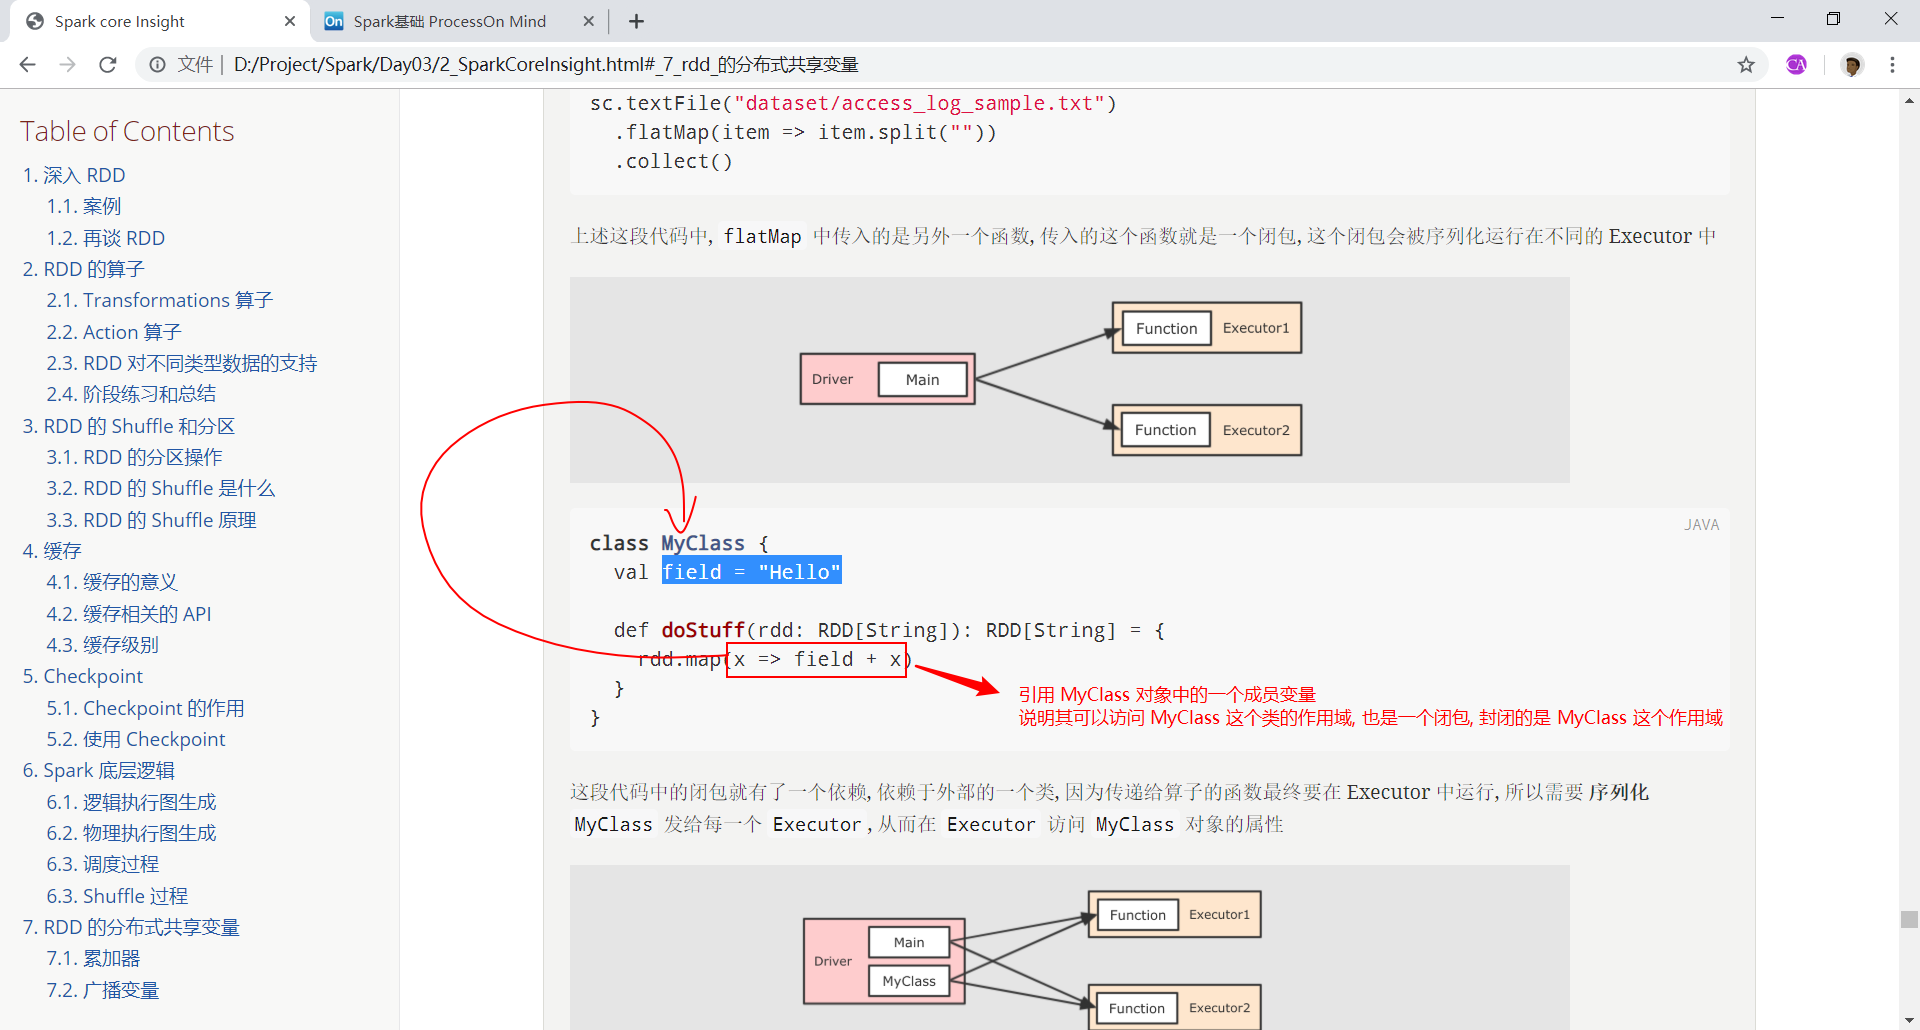 Spark core Insight
Spark基础 ProcessOn Mind
文件 | D:/Project/Spark/Day03/2_SparkCoreInsight.html#_7_rdd_的分布式共享变量
CA
Table of Contents
1. 深入 RDD
1.1. 案例
1.2. 再谈 RDD
2. RDD 的算子
2.1. Transformations 算子
2.2. Action 算子
2.3. RDD 对不同类型数据的支持
2.4. 阶段练习和总结
3. RDD 的 Shuffle 和分区
3.1. RDD 的分区操作
3.2. RDD 的 Shuffle 是什么
3.3. RDD 的 Shuffle 原理
4. 缓存
4.1. 缓存的意义
4.2. 缓存相关的 API
4.3. 缓存级别
5. Checkpoint
5.1. Checkpoint 的作用
5.2. 使用 Checkpoint
6. Spark 底层逻辑
6.1. 逻辑执行图生成
6.2. 物理执行图生成
6.3. 调度过程
6.3. Shuffle 过程
7. RDD 的分布式共享变量
7.1. 累加器
7.2. 广播变量
sc.textFile("dataset/access_log_sample.txt")
.flatMap(item => item.split(""))
.collect()
上述这段代码中, flatMap 中传入的是另外一个函数, 传入的这个函数就是一个闭包, 这个闭包会被序列化运行在不同的 Executor 中
Function Executor1
Driver Main
Function Executor2
JAVA
class MyClass {
val field = "Hello"
def doStuff(rdd: RDD[String]): RDD[String] = {
rdd.map(x => field + x)
}
}
引用 MyClass 对象中的一个成员变量
说明其可以访问 MyClass 这个类的作用域, 也是一个闭包, 封闭的是 MyClass 这个作用域
这段代码中的闭包就有了一个依赖, 依赖于外部的一个类, 因为传递给算子的函数最终要在 Executor 中运行, 所以需要 序列化
MyClass 发给每一个 Executor , 从而在 Executor 访问 MyClass 对象的属性
Function Executor1
Main
Driver
MyClass
Function Executor2